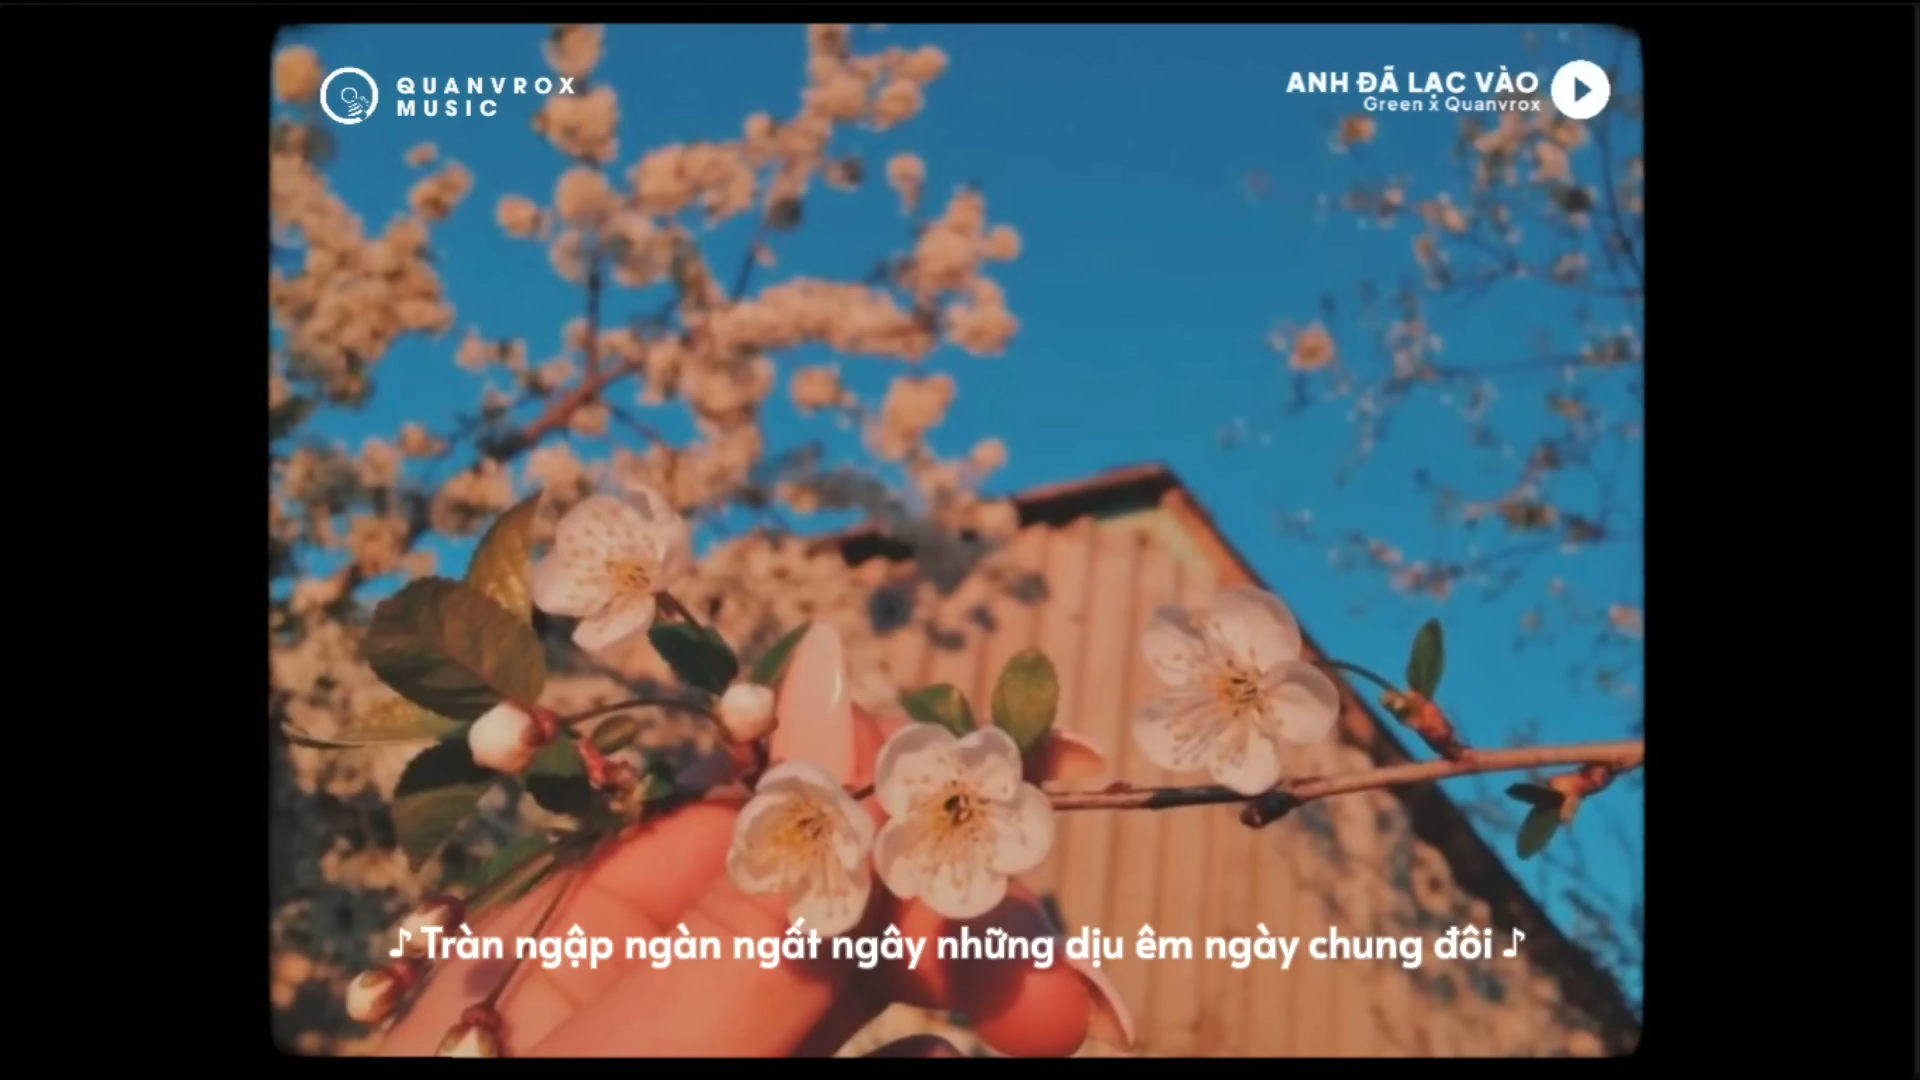 QUANVROX
MUSIC
ANH ĐÃ LẠC VÀO
Green x Quanvrox
♪ Tràn ngập ngàn ngất ngây những dịu êm ngày chung đôi ♪